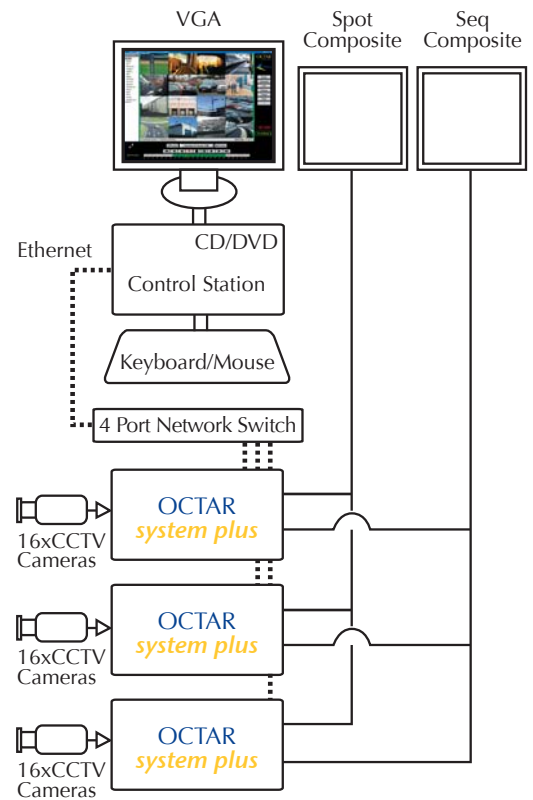 VGA
Spot
Composite
Seq
Composite
Ethernet
CD/DVD
Control Station
Keyboard/Mouse
4 Port Network Switch
OCTAR
system plus
16xCCTV
Cameras
OCTAR
system plus
16xCCTV
Cameras
OCTAR
system plus
16xCCTV
Cameras